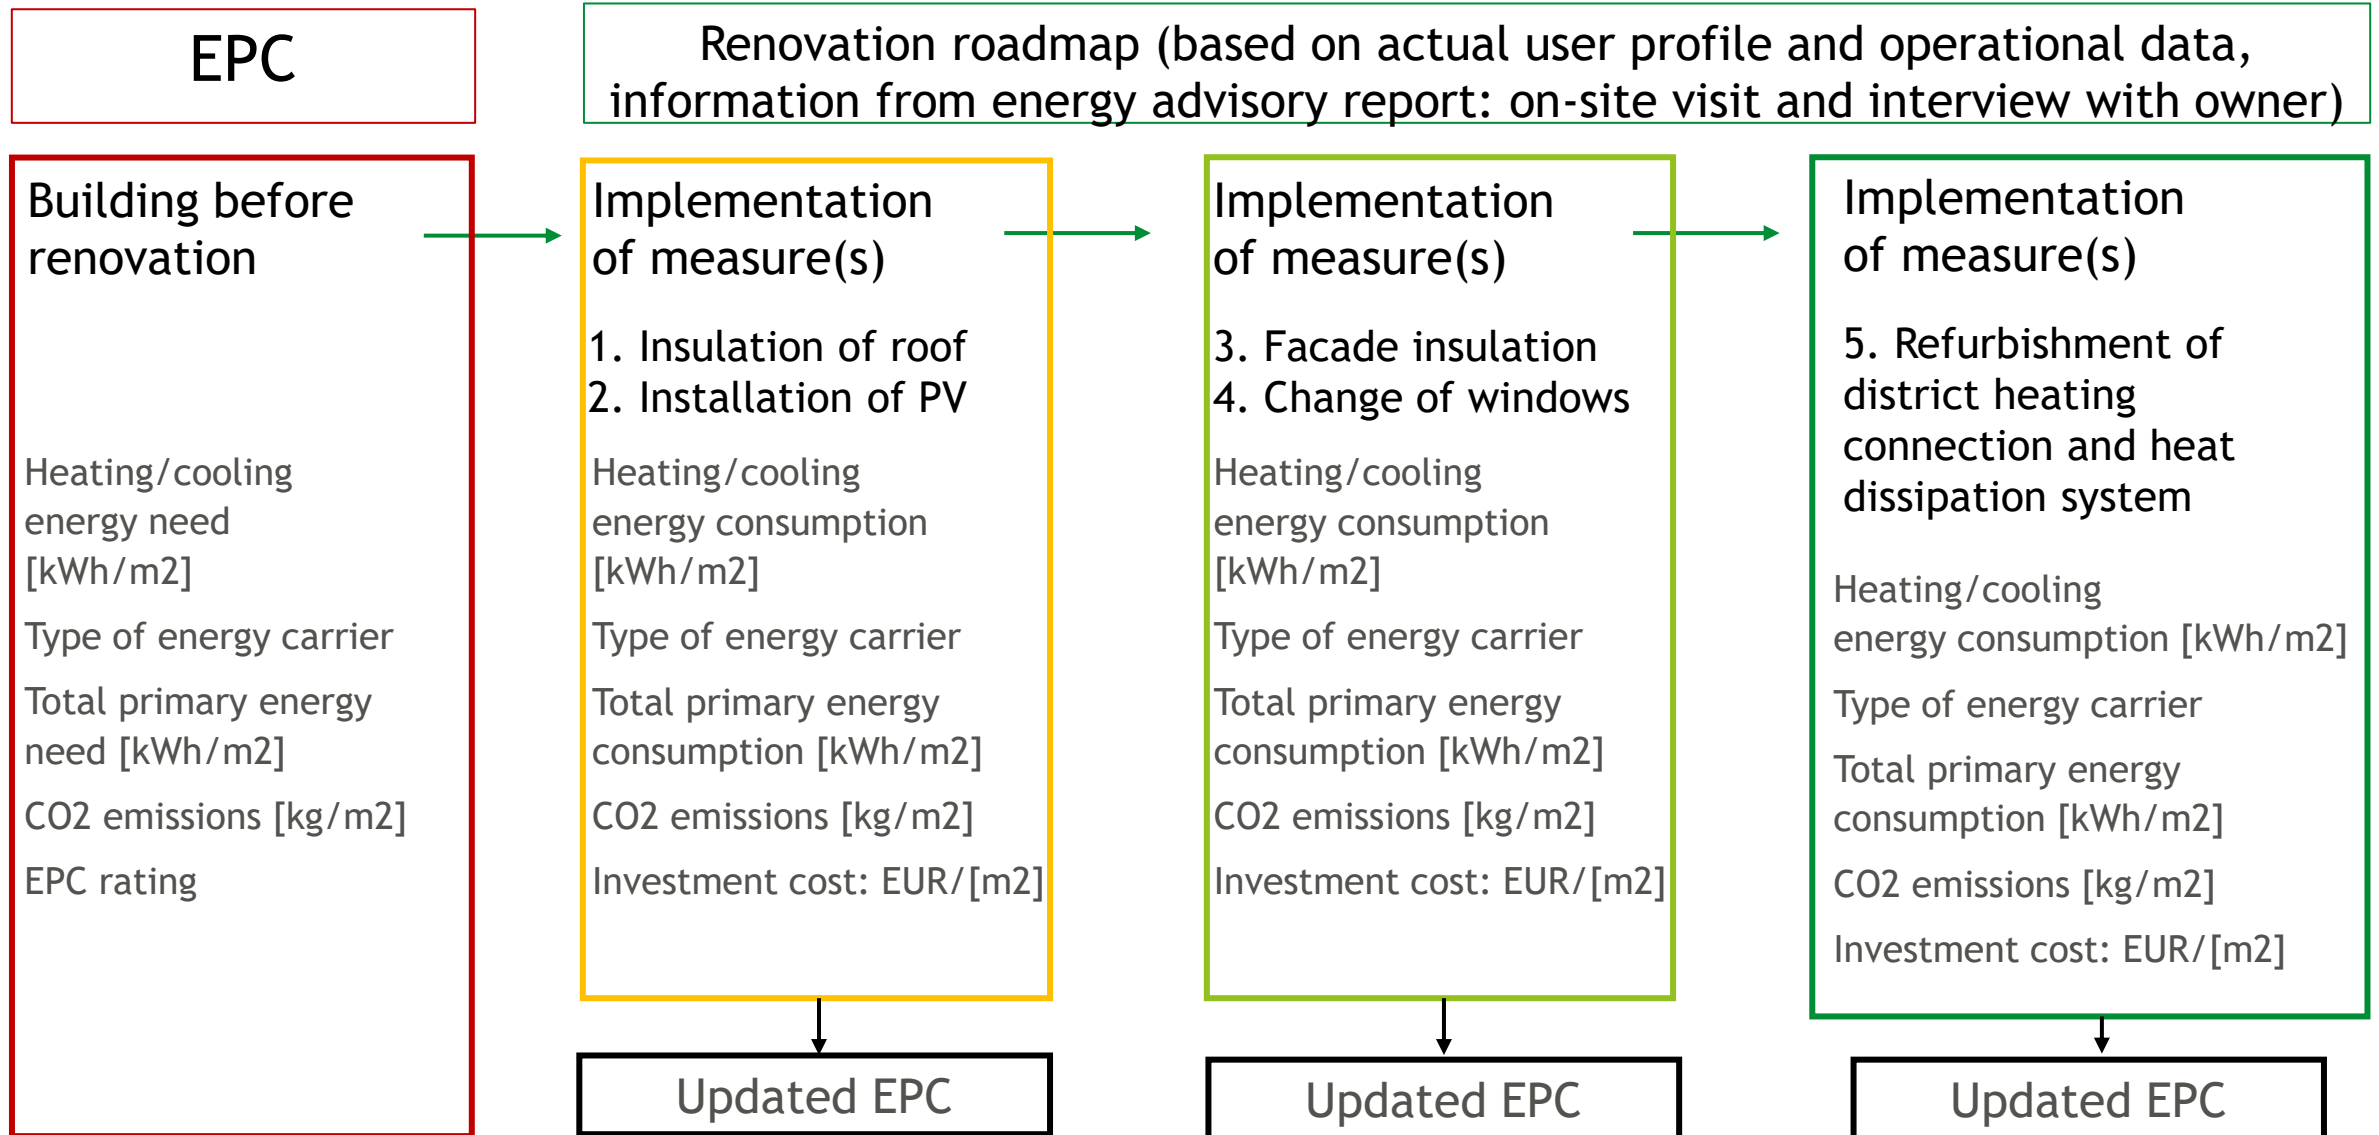 EPC
Renovation roadmap (based on actual user profile and operational data,
information from energy advisory report: on-site visit and interview with owner)
Building before
renovation
Heating/cooling
energy need
[kWh/m2]
Type of energy carrier
Total primary energy
need [kWh/m2]
CO2 emissions [kg/m2]
EPC rating
Implementation
of measure(s)
1. Insulation of roof
2. Installation of PV
Heating/cooling
energy consumption
[kWh/m2]
Type of energy carrier
Total primary energy
consumption [kWh/m2]
CO2 emissions [kg/m2]
Investment cost: EUR/[m2]
Updated EPC
Implementation
of measure(s)
3. Facade insulation
4. Change of windows
Heating/cooling
energy consumption
[kWh/m2]
Type of energy carrier
Total primary energy
consumption [kWh/m2]
CO2 emissions [kg/m2]
Investment cost: EUR/[m2]
Updated EPC
Implementation
of measure(s)
5. Refurbishment of
district heating
connection and heat
dissipation system
Heating/cooling
energy consumption [kWh/m2]
Type of energy carrier
Total primary energy
consumption [kWh/m2]
CO2 emissions [kg/m2]
Investment cost: EUR/[m2]
Updated EPC